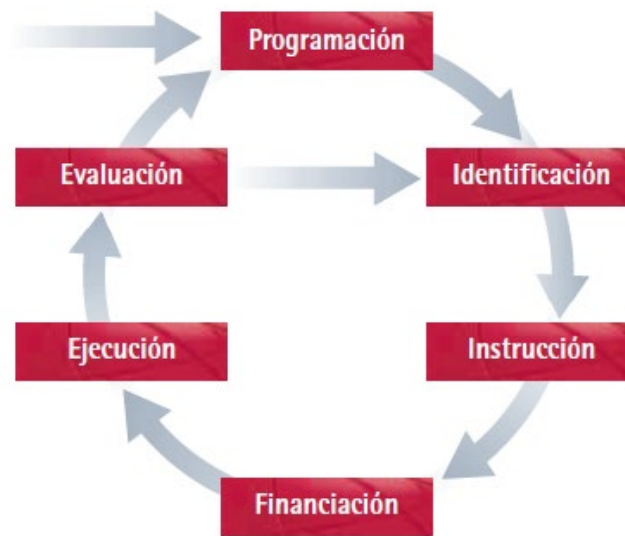 Programación
Evaluación
Identificación
Ejecución
Instrucción
Financiación